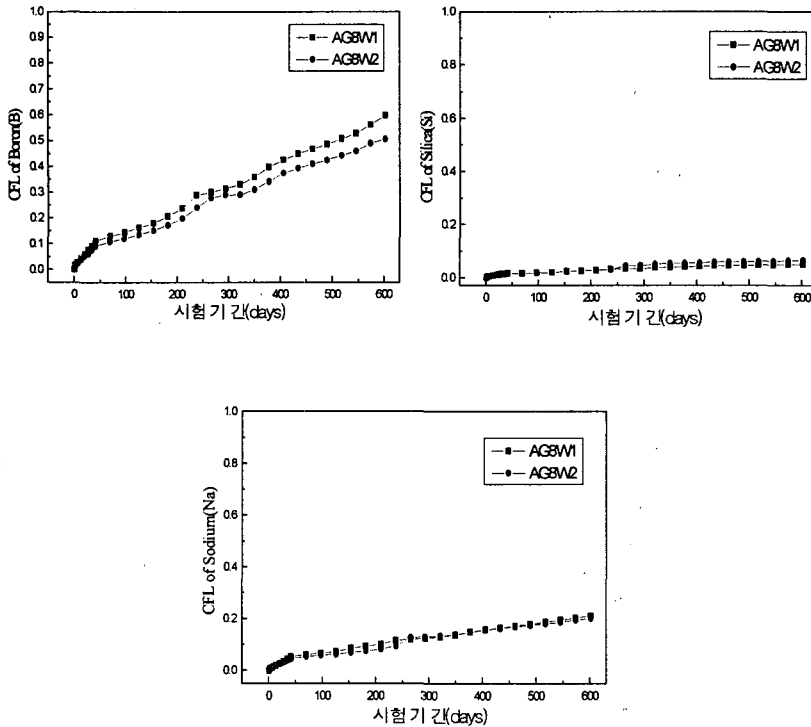 CFL of Boron(B)
1.0
0.9
0.8
0.7
0.6
0.5
0.4
0.3
0.2
0.1
0.0
AG8W1
AG8W2
0 100 200 300 400 500 600
시험기간(days)
CFL of Silica(Si)
1.0
0.8
0.6
0.4
0.2
0.0
AG8W1
AG8W2
0 100 200 300 400 500 600
시험기간(days)
CFL of Sodium(Na)
1.0
0.8
0.6
0.4
0.2
0.0
AG8W1
AG8W2
0 100 200 300 400 500 600
시험기간(days)